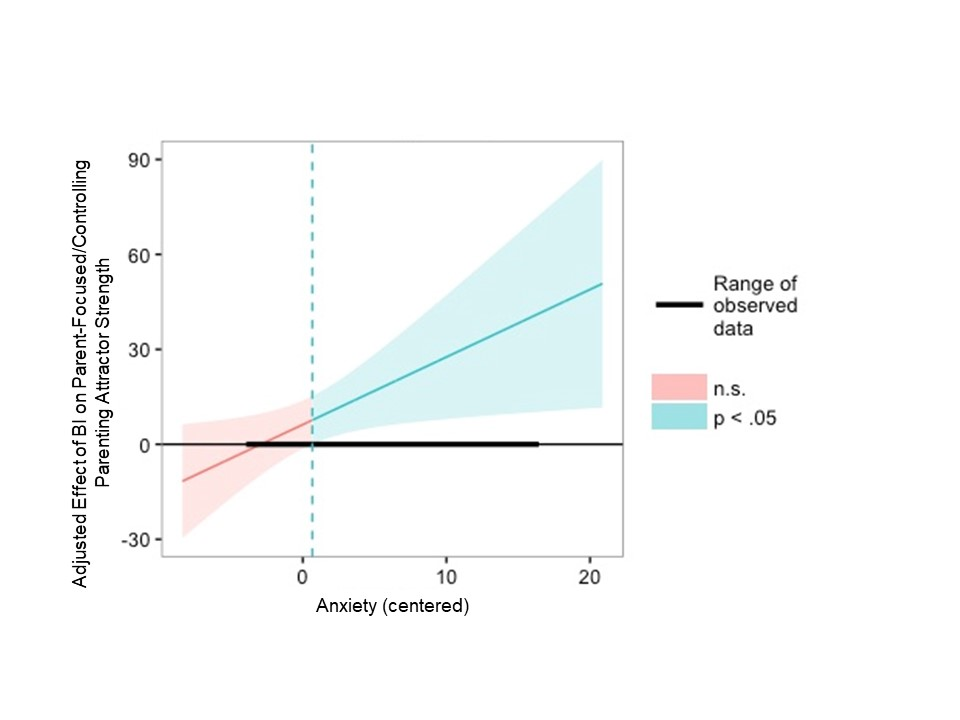 Adjusted Effect of BI on Parent-Focused/Controlling
Parenting Attractor Strength
90
60
30
0
-30
0
10
20
Anxiety (centered)
Range of
observed
data
n.s.
p < .05